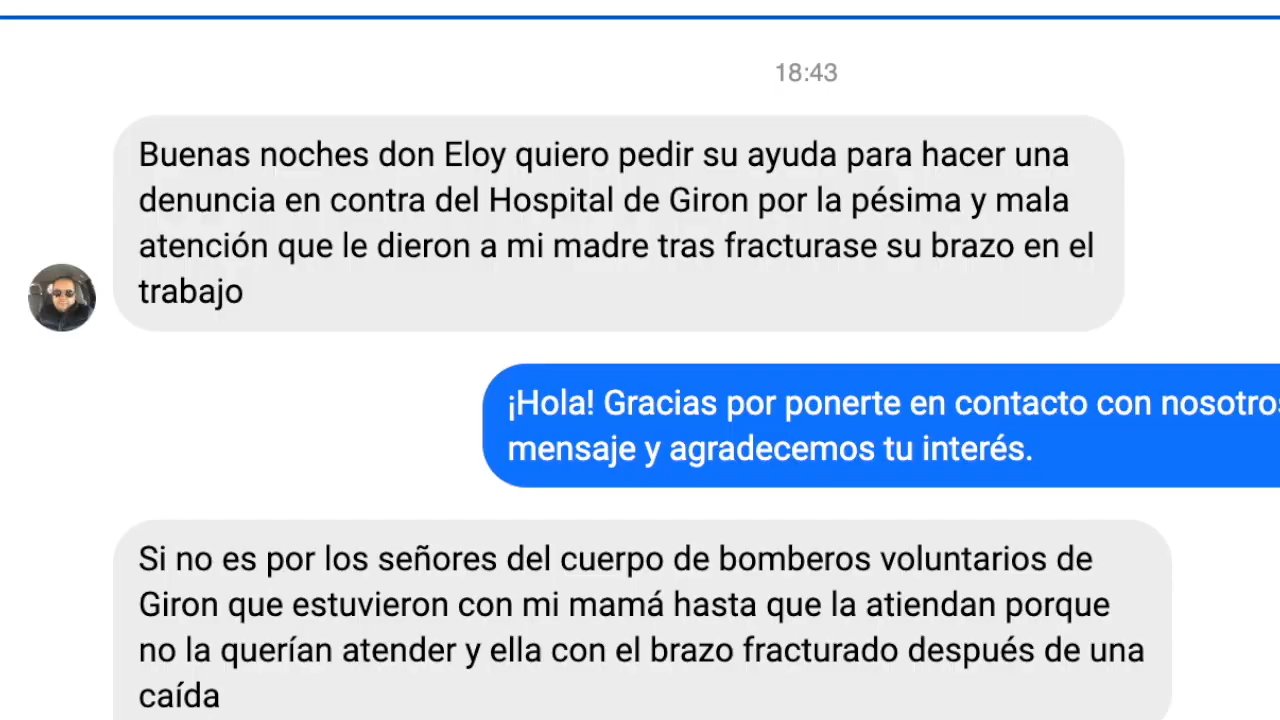 18:43
Buenas noches don Eloy quiero pedir su ayuda para hacer una
denuncia en contra del Hospital de Giron por la pésima y mala
atención que le dieron a mi madre tras fracturase su brazo en el
trabajo
¡Hola! Gracias por ponerte en contacto con
mensaje y agradecemos tu interés.
Si no es por los señores del cuerpo de bomberos voluntarios de
Giron que estuvieron con mi mamá hasta que la atiendan porque
no la querían atender y ella con el brazo fracturado después de una
caída